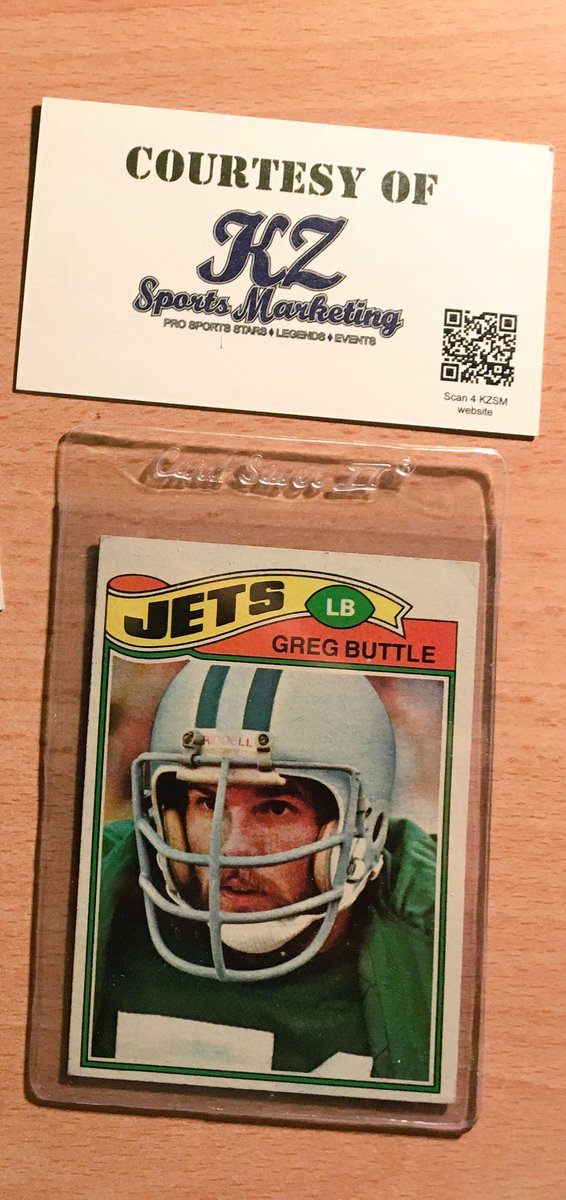 COURTESY OF
KZ
Sports Marketing
PRO SPORTS STARS ♦ LEGENDS ♦ EVENTS
Scan 4 KZSM
website
Card Saver II®
JETS
LB
GREG BUTTLE
RIDDELL